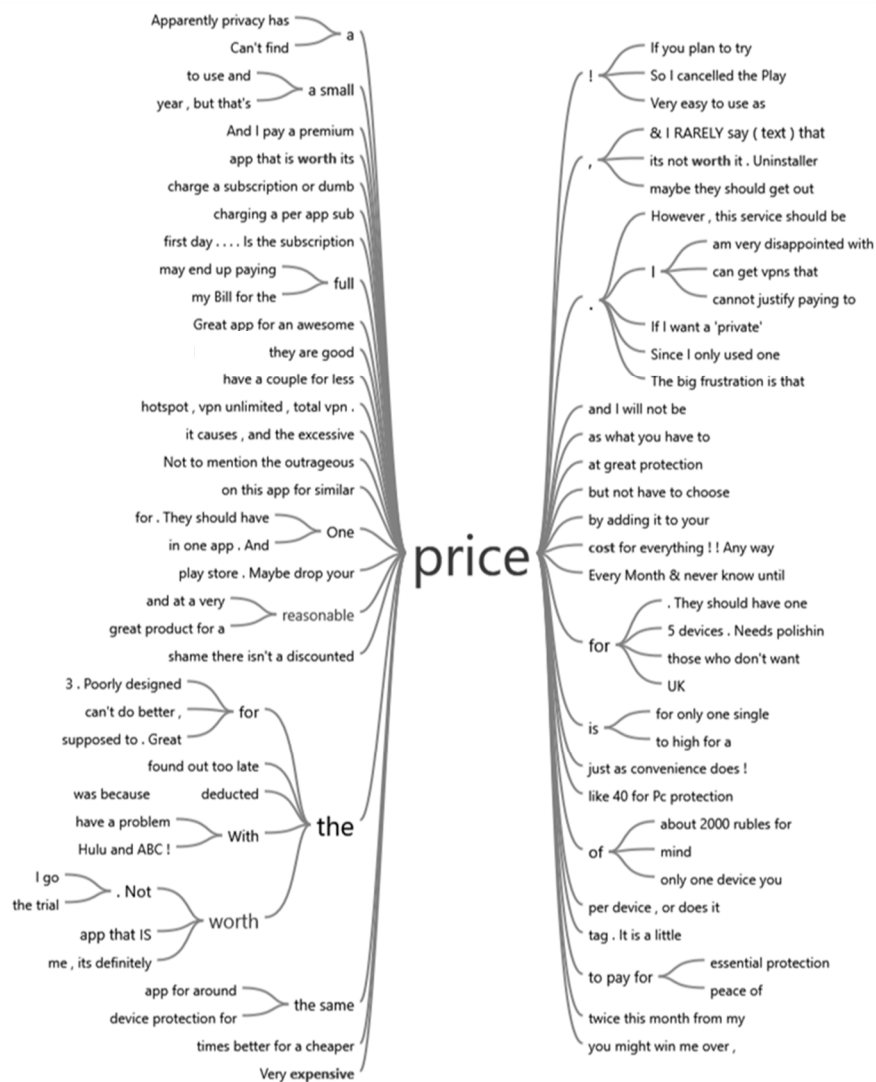 Apparently privacy has
Can't find
a
to use and
year , but that's
a small
And I pay a premium
app that is worth its
charge a subscription or dumb
charging a per app sub
first day . . . . Is the subscription
may end up paying
my Bill for the
full
Great app for an awesome
they are good
have a couple for less
hotspot , vpn unlimited , total vpn .
it causes , and the excessive
Not to mention the outrageous
on this app for similar
for . They should have
in one app . And
One
play store . Maybe drop your
and at a very
great product for a
reasonable
shame there isn't a discounted
3 . Poorly designed
can't do better ,
supposed to . Great
for
found out too late
was because deducted
have a problem
Hulu and ABC !
With
the
I go
the trial
. Not
app that IS
me , its definitely
worth
app for around
device protection for
the same
times better for a cheaper
Very expensive
price
!
If you plan to try
So I cancelled the Play
Very easy to use as
,
& I RARELY say ( text ) that
its not worth it . Uninstaller
maybe they should get out
.
However , this service should be
I
am very disappointed with
can get vpns that
cannot justify paying to
If I want a 'private'
Since I only used one
The big frustration is that
and I will not be
as what you have to
at great protection
but not have to choose
by adding it to your
cost for everything ! ! Any way
Every Month & never know until
for
. They should have one
5 devices . Needs polishin
those who don't want
UK
is
for only one single
to high for a
just as convenience does !
like 40 for Pc protection
of
about 2000 rubles for
mind
only one device you
per device , or does it
tag . It is a little
to pay for
essential protection
peace of
twice this month from my
you might win me over ,